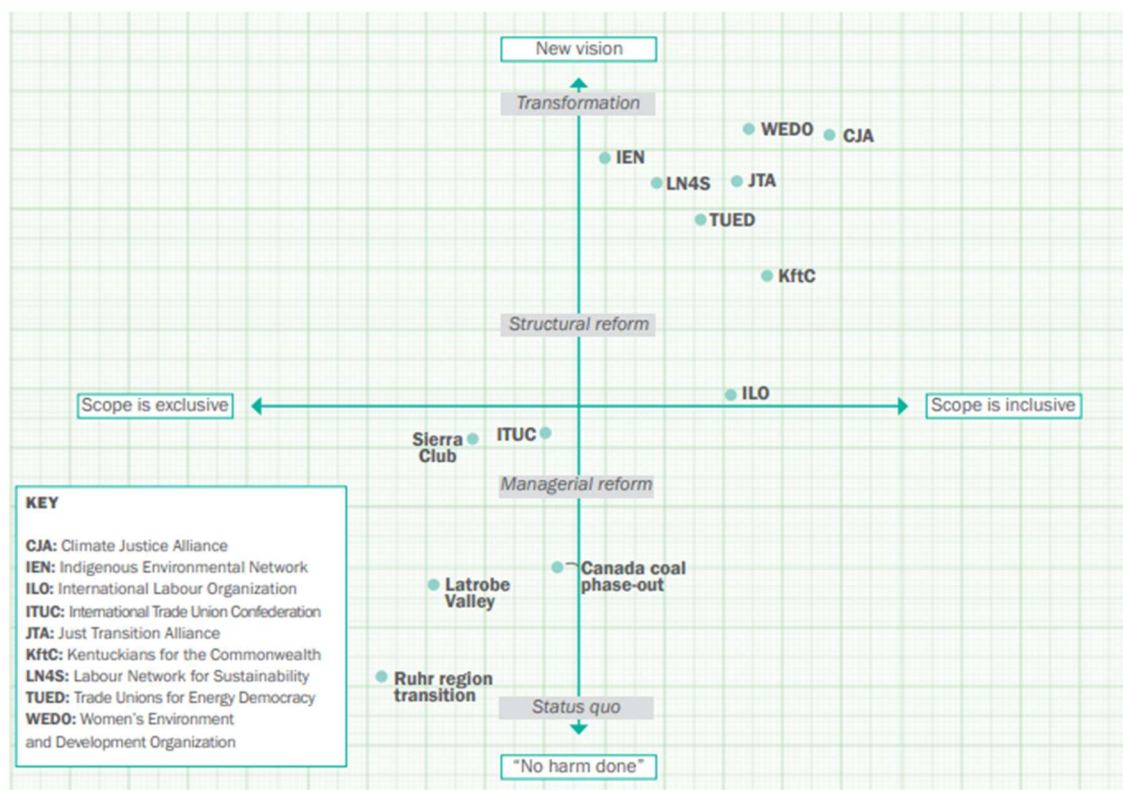 New vision
Transformation
WEDO
CJA
IEN
LN4S
JTA
TUED
KftC
Structural reform
ILO
Scope is exclusive
Scope is inclusive
Sierra
Club
ITUC
Managerial reform
Canada coal
phase-out
Latrobe
Valley
Ruhr region
transition
Status quo
“No harm done”
KEY
CJA: Climate Justice Alliance
IEN: Indigenous Environmental Network
ILO: International Labour Organization
ITUC: International Trade Union Confederation
JTA: Just Transition Alliance
KftC: Kentuckians for the Commonwealth
LN4S: Labour Network for Sustainability
TUED: Trade Unions for Energy Democracy
WEDO: Women’s Environment
and Development Organization